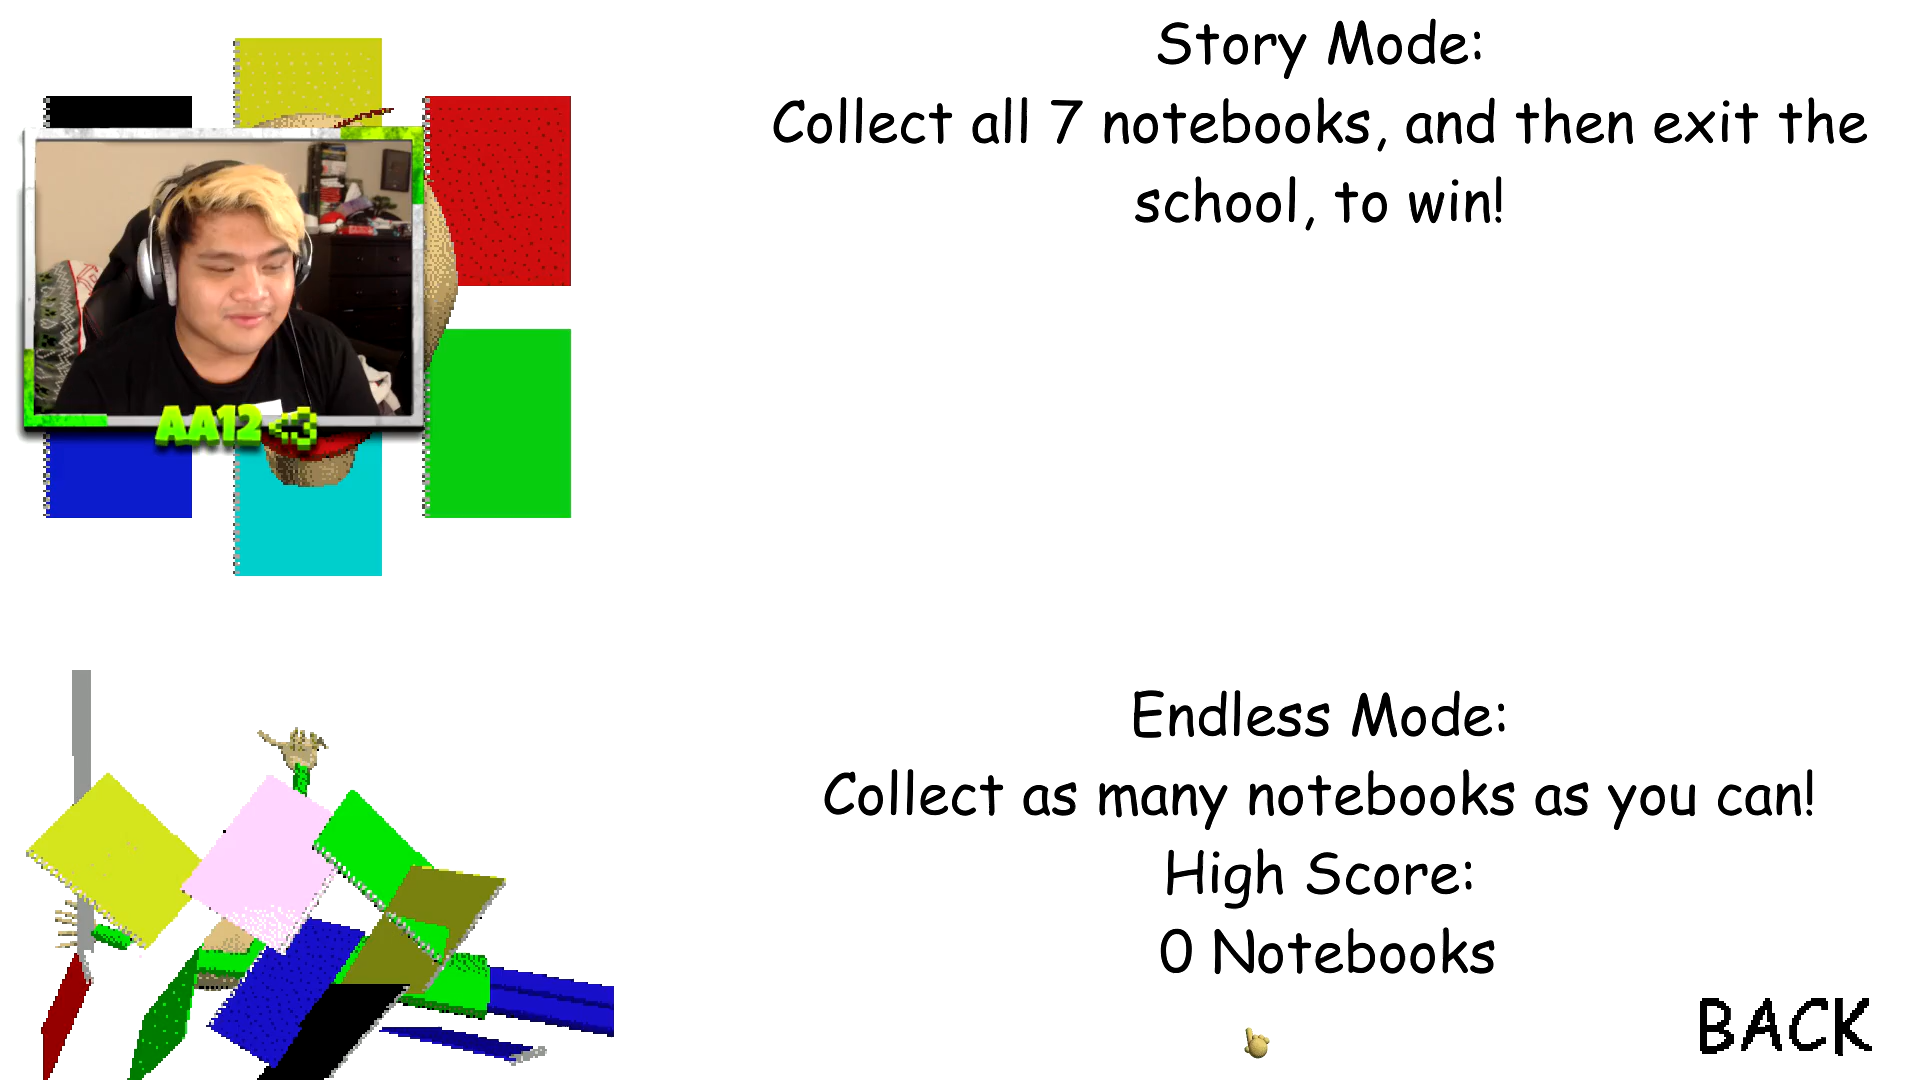 Story Mode:
Collect all 7 notebooks, and then exit the
school, to win!
AA12 <3
Endless Mode:
Collect as many notebooks as you can!
High Score:
0 Notebooks
BACK